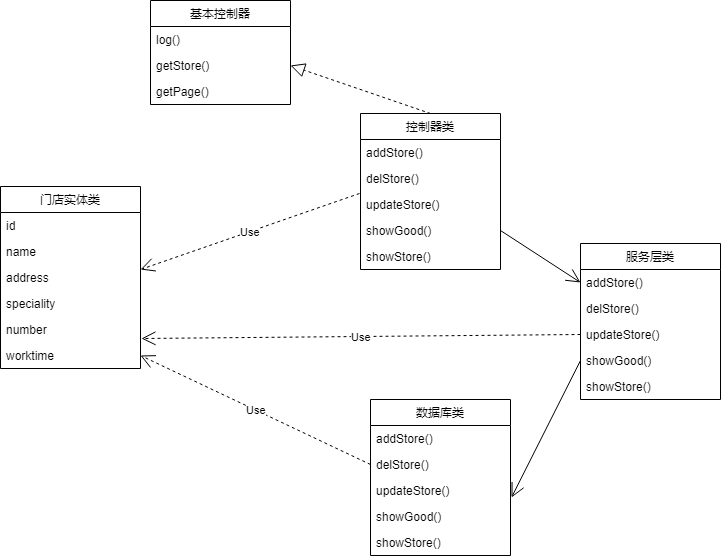 基本控制器
log()
getStore()
getPage()
控制器类
addStore()
delStore()
updateStore()
showGood()
showStore()
门店实体类
id
name
address
speciality
number
worktime
Use
服务层类
addStore()
delStore()
updateStore()
showGood()
showStore()
Use
Use
数据库类
addStore()
delStore()
updateStore()
showGood()
showStore()